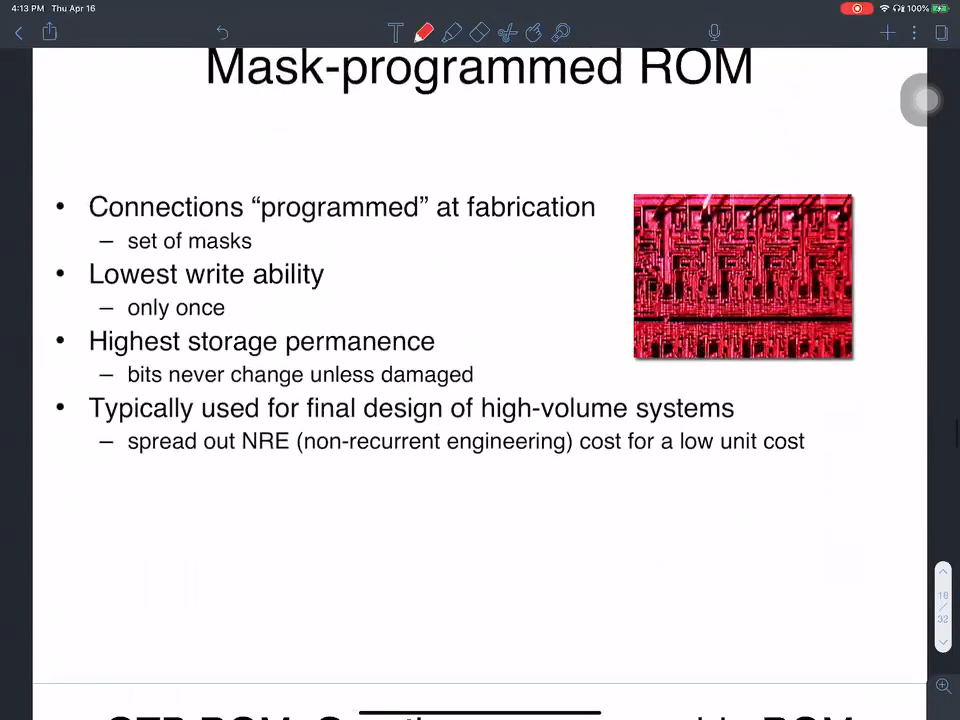 4:13 PM Thu Apr 16
100%
T
Mask-programmed ROM
• Connections “programmed” at fabrication
– set of masks
• Lowest write ability
– only once
• Highest storage permanence
– bits never change unless damaged
• Typically used for final design of high-volume systems
– spread out NRE (non-recurrent engineering) cost for a low unit cost
18
/
32